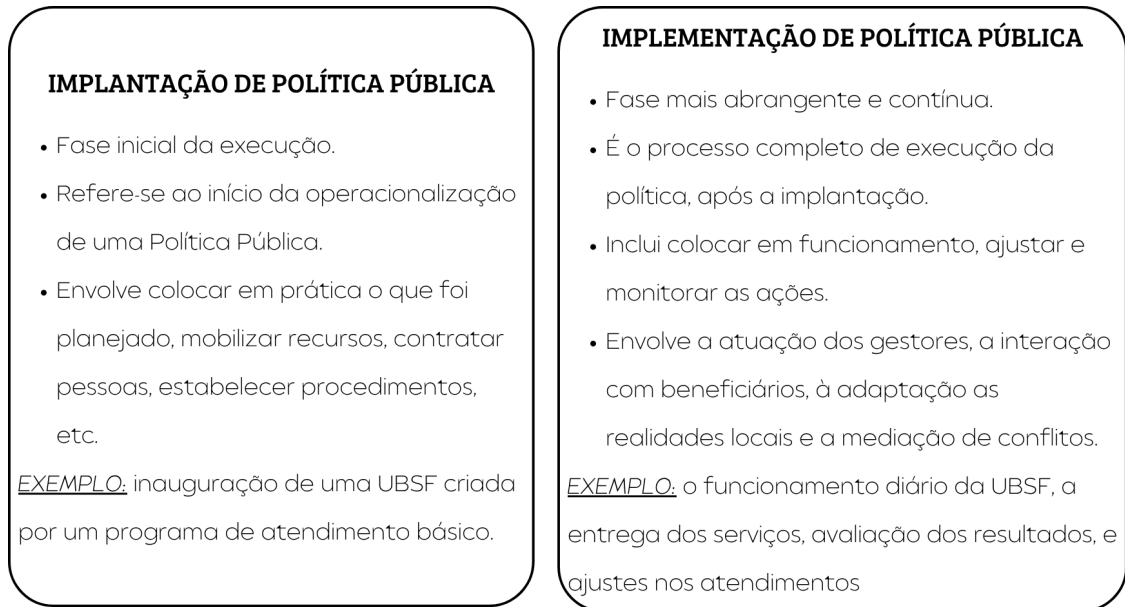 IMPLANTAÇÃO DE POLÍTICA PÚBLICA
• Fase inicial da execução.
• Refere-se ao início da operacionalização
de uma Política Pública.
• Envolve colocar em prática o que foi
planejado, mobilizar recursos, contratar
pessoas, estabelecer procedimentos,
etc.
EXEMPLO: inauguração de uma UBSF criada
por um programa de atendimento básico.
IMPLEMENTAÇÃO DE POLÍTICA PÚBLICA
• Fase mais abrangente e contínua.
• É o processo completo de execução da
política, após a implantação.
• Inclui colocar em funcionamento, ajustar e
monitorar as ações.
• Envolve a atuação dos gestores, a interação
com beneficiários, à adaptação as
realidades locais e a mediação de conflitos.
EXEMPLO: o funcionamento diário da UBSF, a
entrega dos serviços, avaliação dos resultados, e
ajustes nos atendimentos